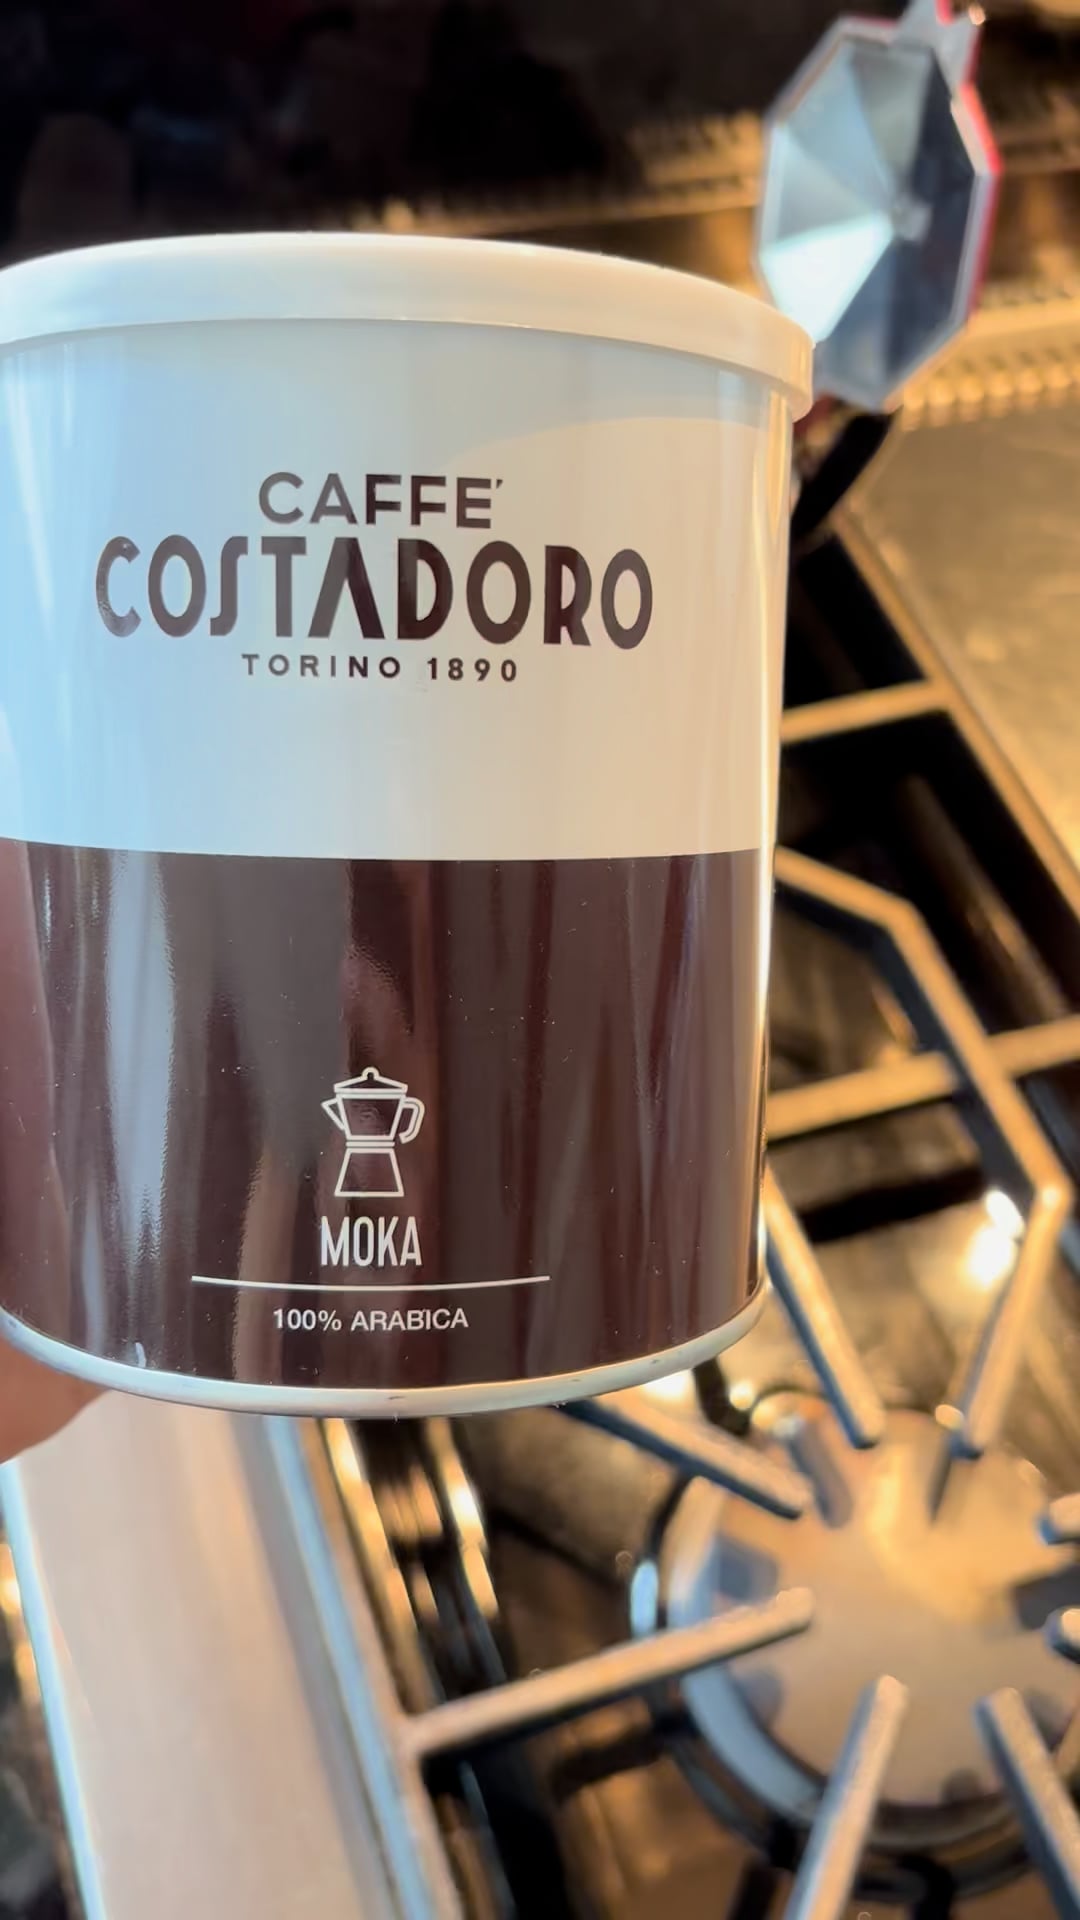 CAFFE'
COSTADORO
TORINO 1890
MOKA
100% ARABICA